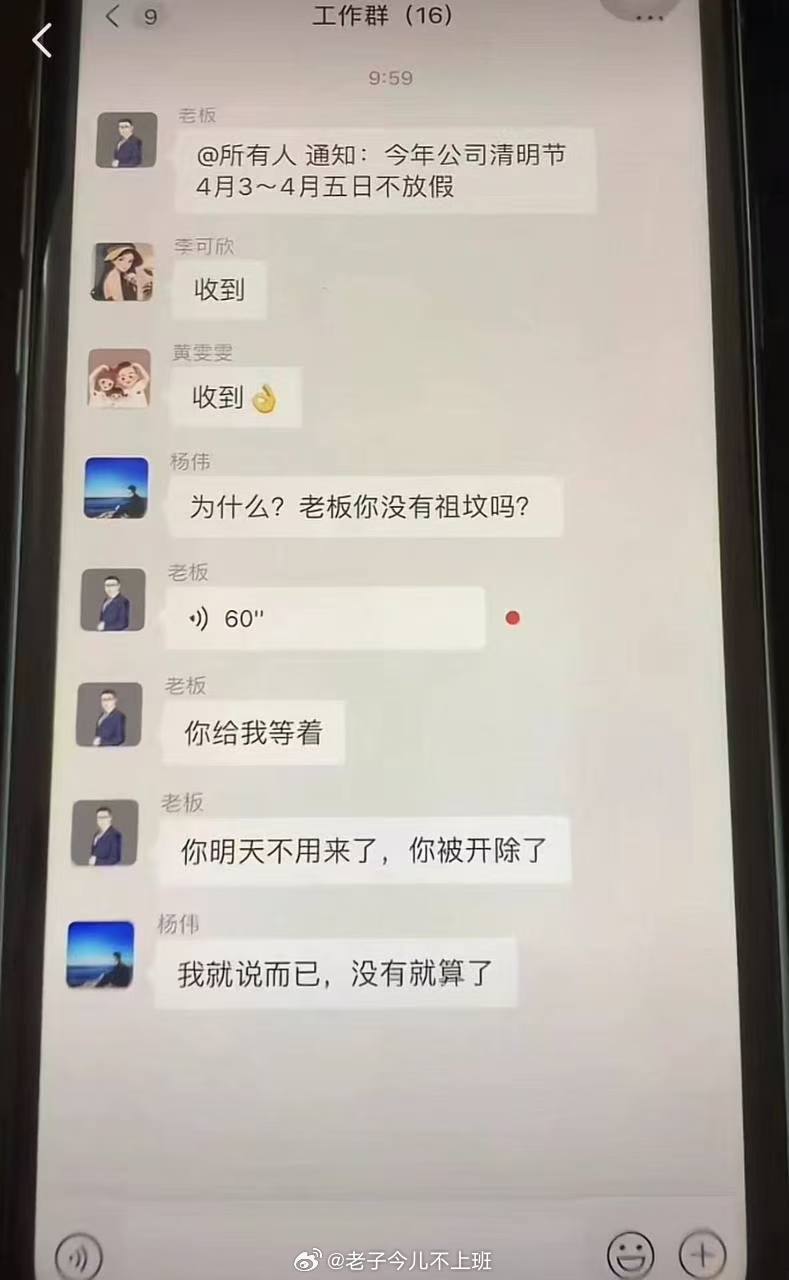 9
工作群（16）
9:59
老板
@所有人 通知：今年公司清明节
4月3～4月五日不放假
李可欣
收到
黄雯雯
收到👌
杨伟
为什么？老板你没有祖坟吗？
老板
60"
老板
你给我等着
老板
你明天不用来了，你被开除了
杨伟
我就说而已，没有就算了
@老子今儿不上班